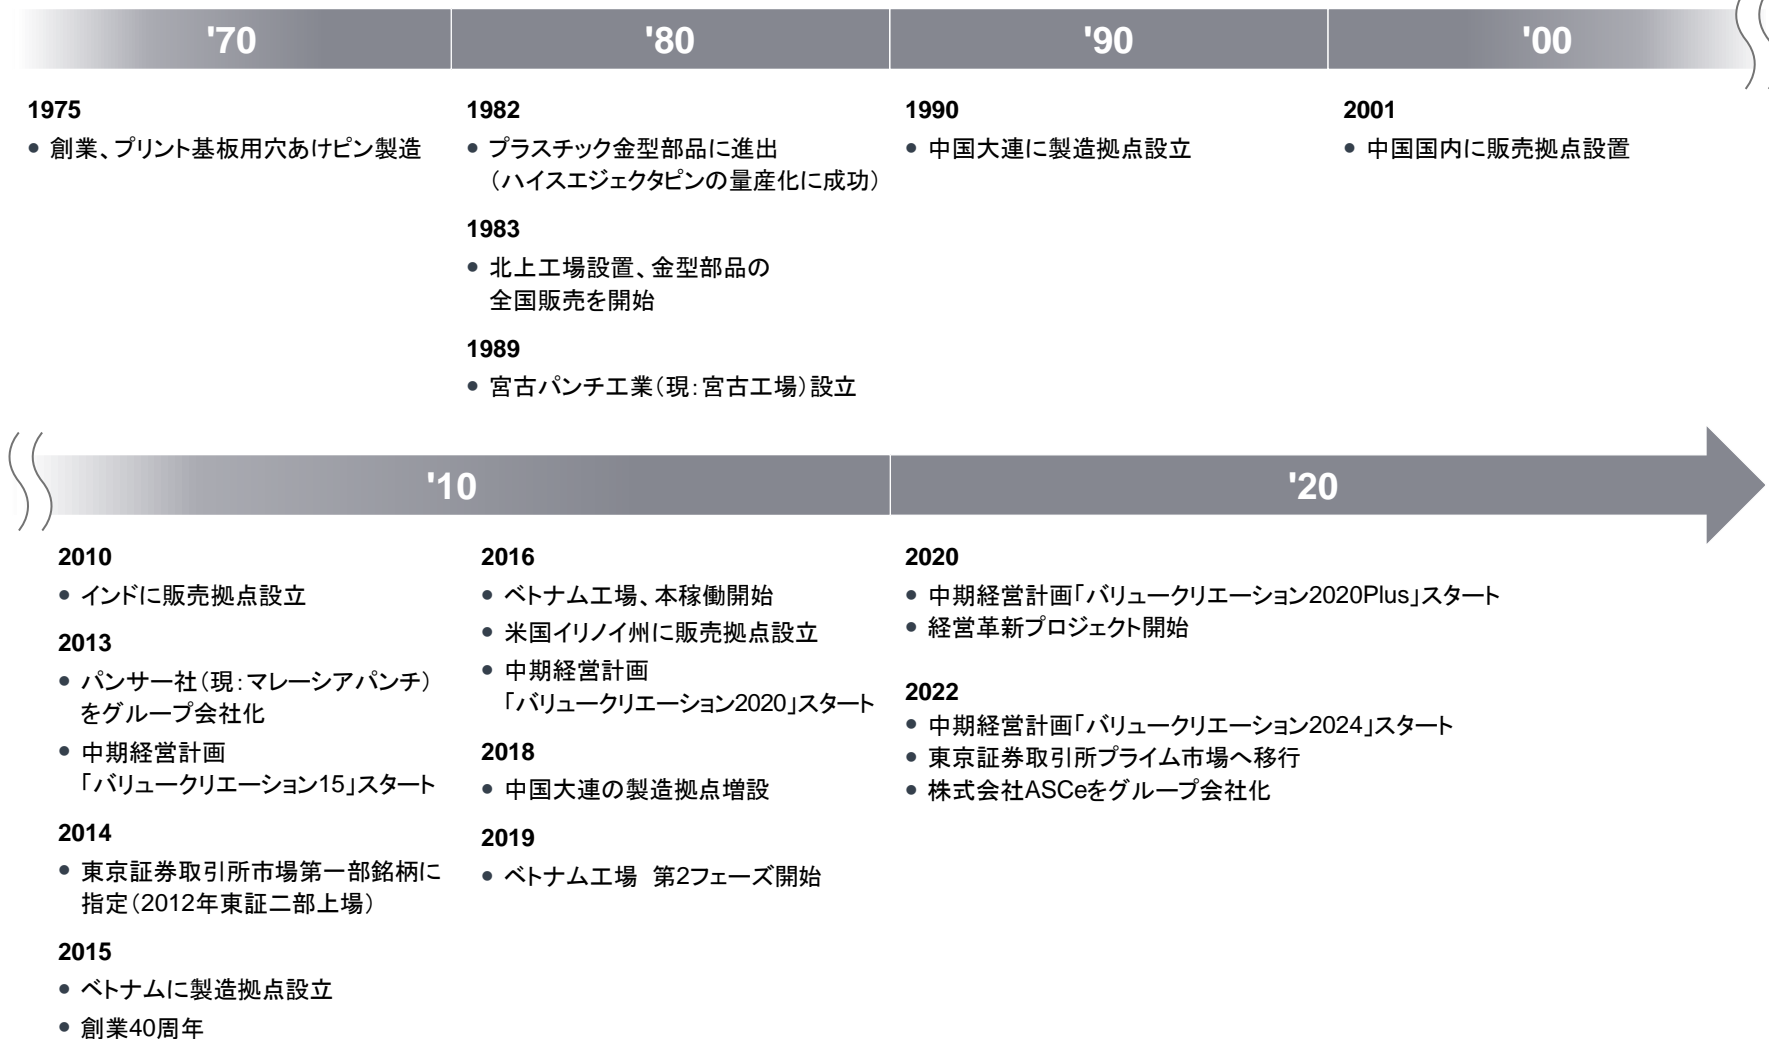 '70
'80
'90
'00
1975
• 創業、プリント基板用穴あけピン製造
1982
• プラスチック金型部品に進出
（ハイスエジェクタピンの量産化に成功）
1983
• 北上工場設置、金型部品の
全国販売を開始
1989
• 宮古パンチ工業（現：宮古工場）設立
1990
• 中国大連に製造拠点設立
2001
• 中国国内に販売拠点設置
'10
'20
2010
• インドに販売拠点設立
2013
• パンサー社（現：マレーシアパンチ）
をグループ会社化
• 中期経営計画
「バリュークリエーション15」スタート
2014
• 東京証券取引所市場第一部銘柄に
指定（2012年東証二部上場）
2015
• ベトナムに製造拠点設立
• 創業40周年
2016
• ベトナム工場、本稼働開始
• 米国イリノイ州に販売拠点設立
• 中期経営計画
「バリュークリエーション2020」スタート
2018
• 中国大連の製造拠点増設
2019
• ベトナム工場　第2フェーズ開始
2020
• 中期経営計画「バリュークリエーション2020Plus」スタート
• 経営革新プロジェクト開始
2022
• 中期経営計画「バリュークリエーション2024」スタート
• 東京証券取引所プライム市場へ移行
• 株式会社ASCeをグループ会社化